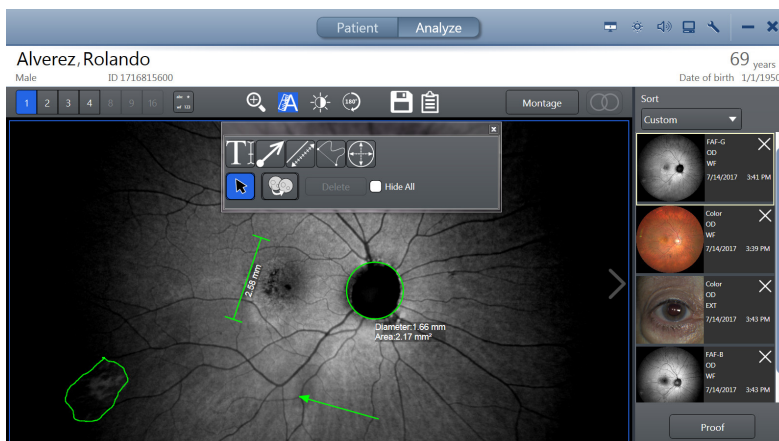 Patient Analyze
Alverez, Rolando
69 years
Male ID 1716815600
Date of birth 1/1/1950
1 2 3 4 8 9 16
180°
Montage
Sort
Custom
T
Delete Hide All
FAF-G
OD
WF
7/14/2017 3:41 PM
Color
OD
WF
7/14/2017 3:39 PM
Color
OD
EXT
7/14/2017 3:43 PM
FAF-B
OD
WF
7/14/2017 3:43 PM
2.58 mm
Diameter:1.66 mm
Area:2.17 mm²
Proof